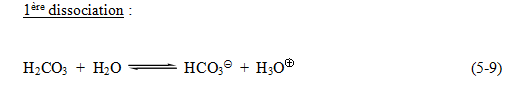 1ère dissociation :
H₂CO₃ + H₂O ⇌ HCO₃⊖ + H₃O⊕ (5-9)